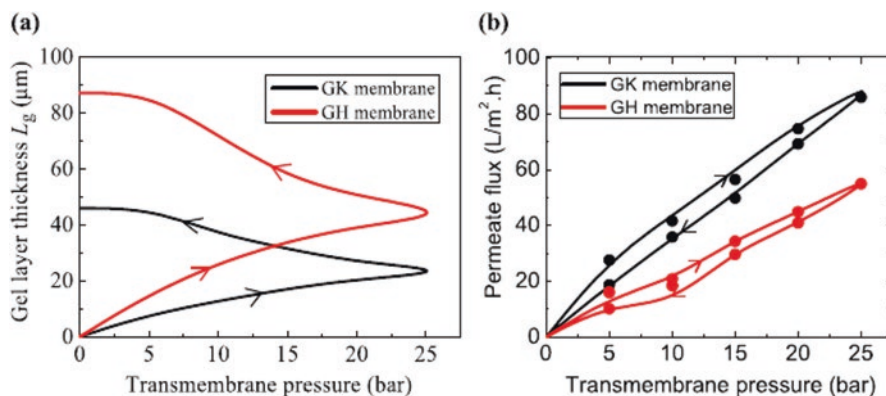 (a)
100
80
60
40
20
0
Gel layer thickness Lg (μm)
GK membrane
GH membrane
0 5 10 15 20 25
Transmembrane pressure (bar)
(b)
100
80
60
40
20
0
Permeate flux (L/m².h)
GK membrane
GH membrane
0 5 10 15 20 25
Transmembrane pressure (bar)